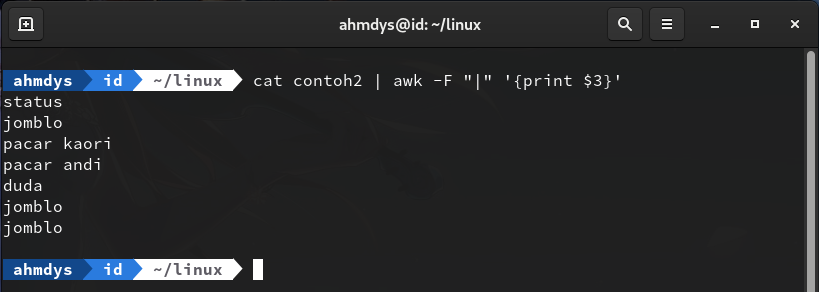 ahmdys@id: ~/linux
ahmdys id ~/linux cat contoh2 | awk -F "|" '{print $3}'
status
jomblo
pacar kaori
pacar andi
duda
jomblo
jomblo
ahmdys id ~/linux